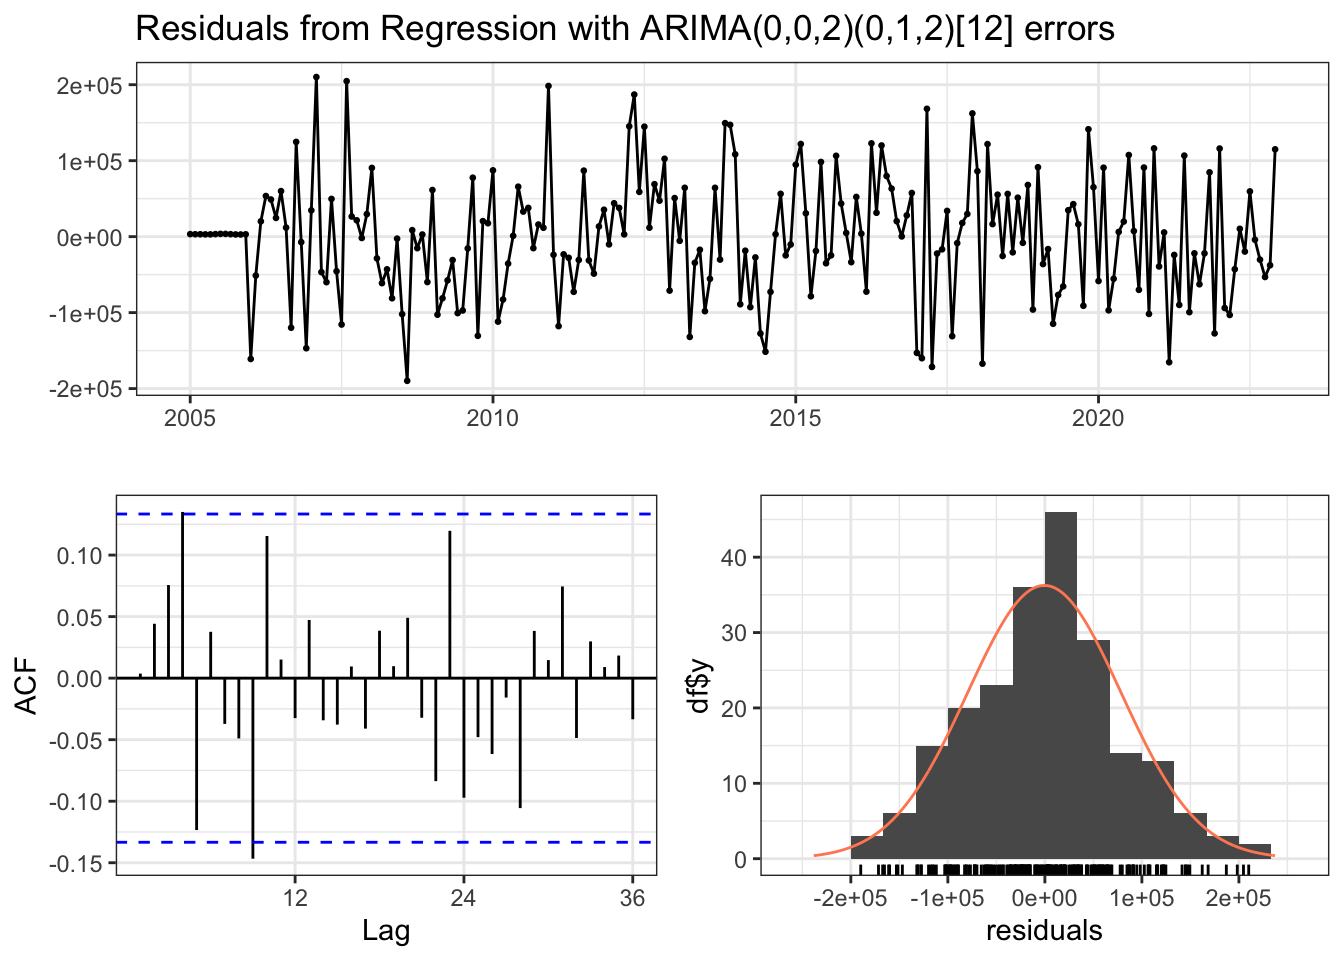 Residuals from Regression with ARIMA(0,0,2)(0,1,2)[12] errors
2e+05
1e+05
0e+00
-1e+05
-2e+05
2005 2010 2015 2020
ACF
0.10
0.05
0.00
-0.05
-0.10
-0.15
12 24 36
Lag
df$y
40
30
20
10
0
-2e+05 -1e+05 0e+00 1e+05 2e+05
residuals